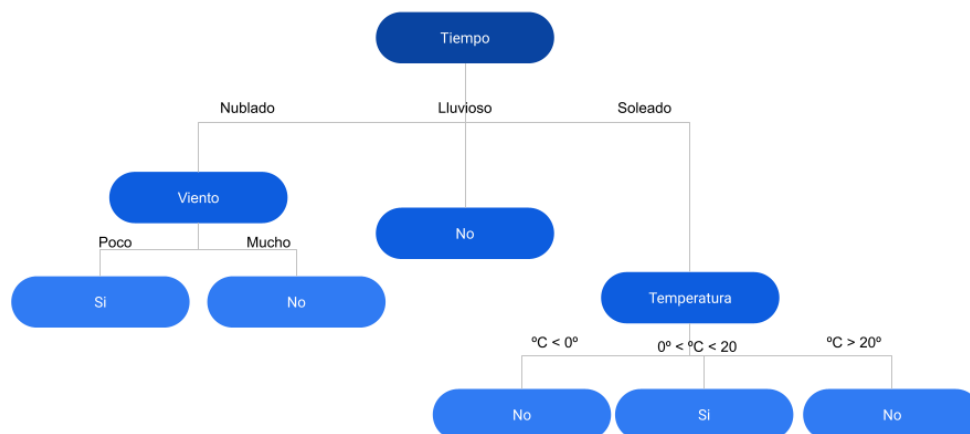 Tiempo
Nublado
Lluvioso
Soleado
Viento
No
Poco
Mucho
Si
No
Temperatura
ºC < 0º
0º < ºC < 20
ºC > 20º
No
Si
No